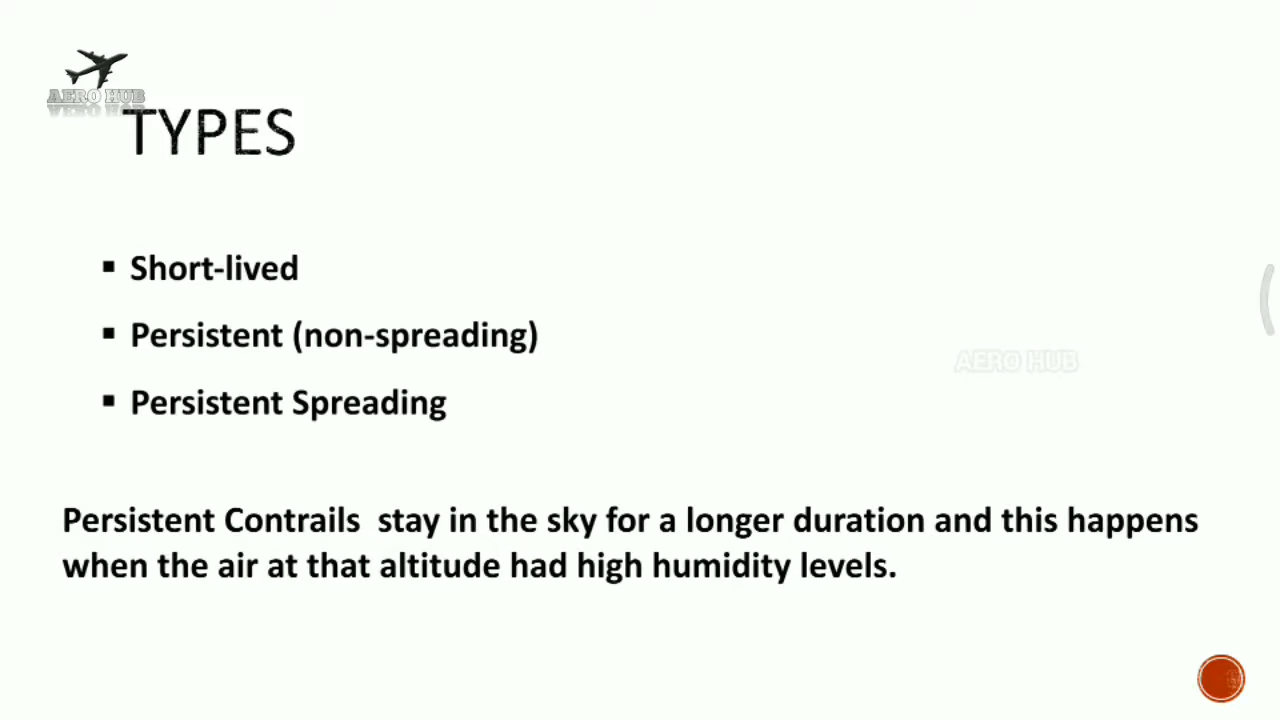 AERO HUB
TYPES
▪ Short-lived
▪ Persistent (non-spreading)
AERO HUB
▪ Persistent Spreading
Persistent Contrails stay in the sky for a longer duration and this happens
when the air at that altitude had high humidity levels.